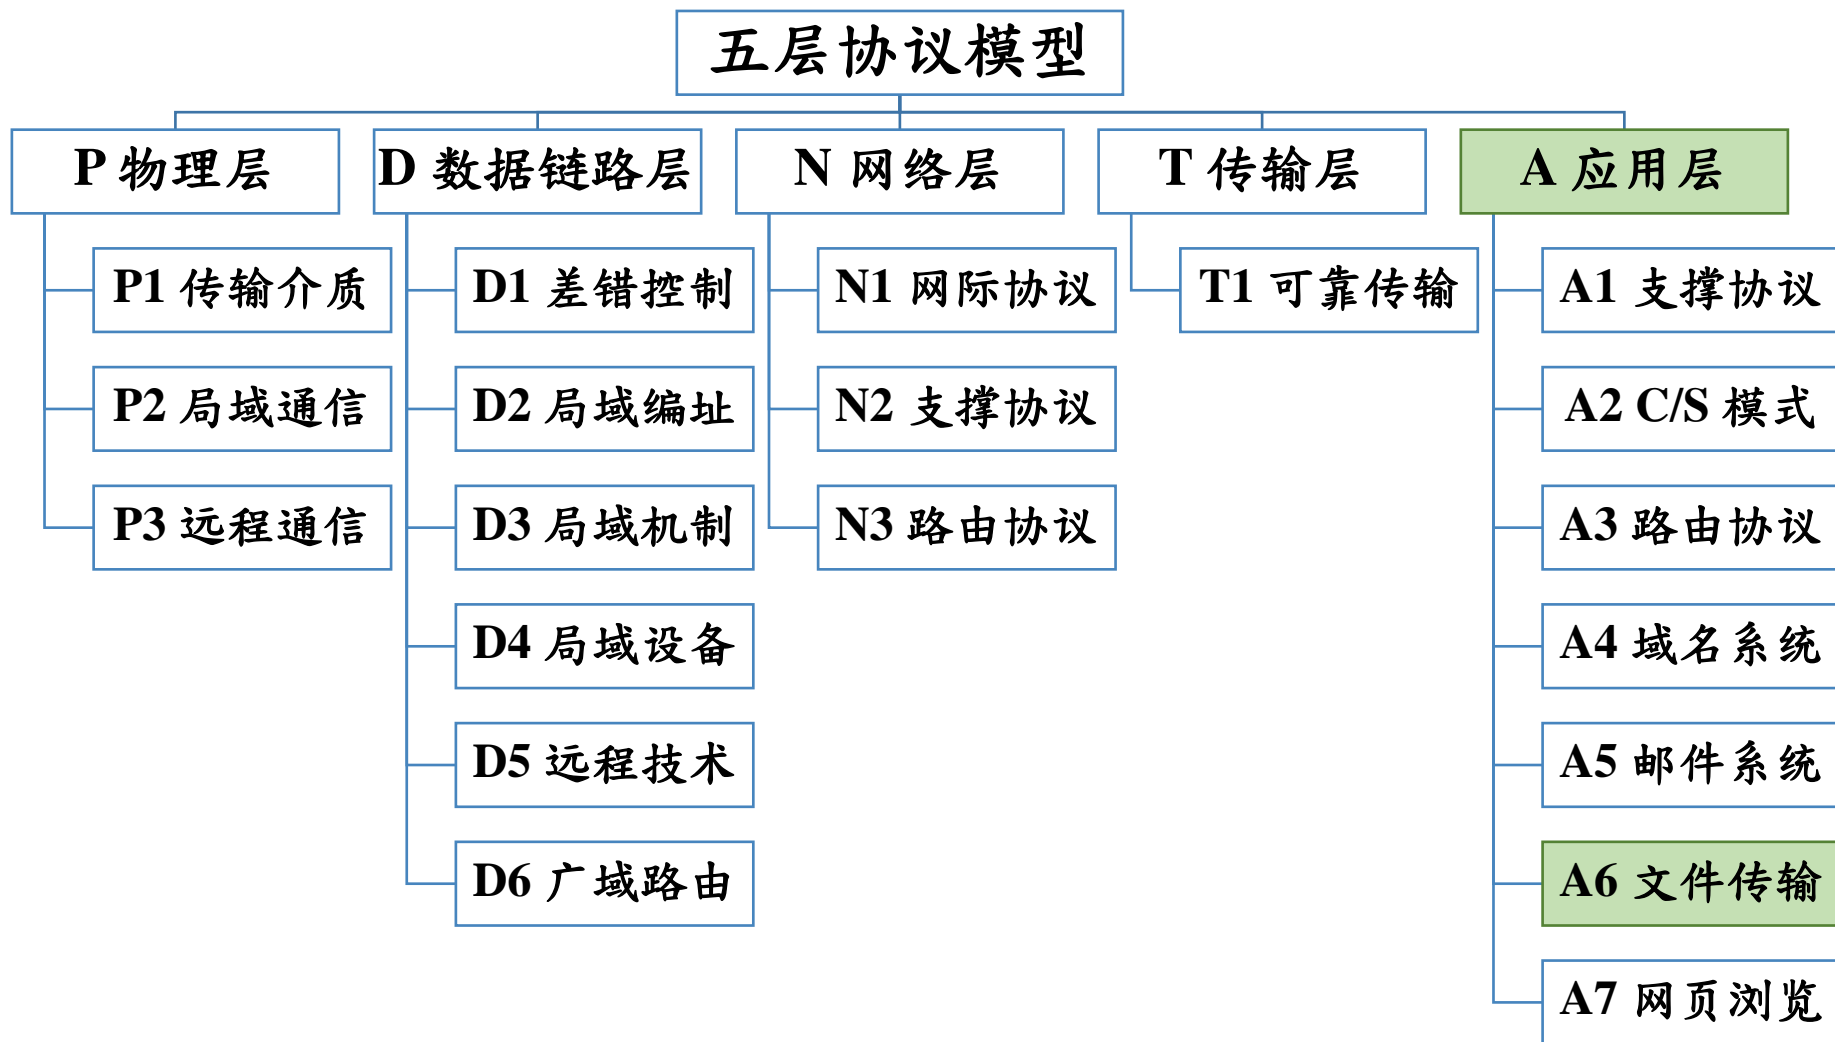 五层协议模型
P 物理层
P1 传输介质
P2 局域通信
P3 远程通信
D 数据链路层
D1 差错控制
D2 局域编址
D3 局域机制
D4 局域设备
D5 远程技术
D6 广域路由
N 网络层
N1 网际协议
N2 支撑协议
N3 路由协议
T 传输层
T1 可靠传输
A 应用层
A1 支撑协议
A2 C/S 模式
A3 路由协议
A4 域名系统
A5 邮件系统
A6 文件传输
A7 网页浏览